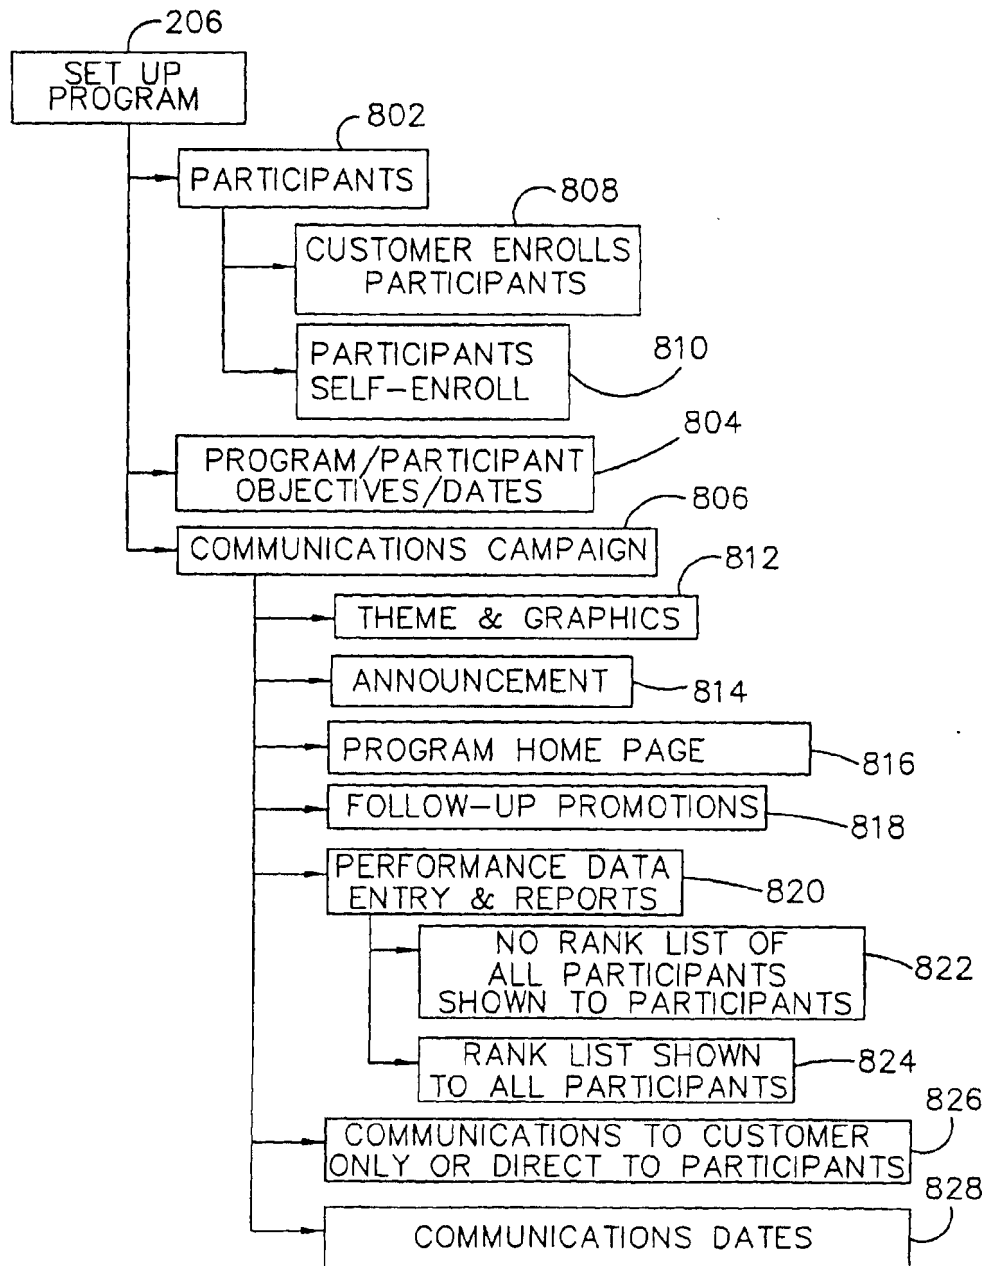 206
SET UP
PROGRAM
802
PARTICIPANTS
808
CUSTOMER ENROLLS
PARTICIPANTS
PARTICIPANTS
SELF-ENROLL
810
804
PROGRAM/PARTICIPANT
OBJECTIVES/DATES
806
COMMUNICATIONS CAMPAIGN
812
THEME & GRAPHICS
ANNOUNCEMENT
814
PROGRAM HOME PAGE
816
FOLLOW-UP PROMOTIONS
818
PERFORMANCE DATA
ENTRY & REPORTS
820
NO RANK LIST OF
ALL PARTICIPANTS
SHOWN TO PARTICIPANTS
822
RANK LIST SHOWN
TO ALL PARTICIPANTS
824
826
COMMUNICATIONS TO CUSTOMER
ONLY OR DIRECT TO PARTICIPANTS
828
COMMUNICATIONS DATES